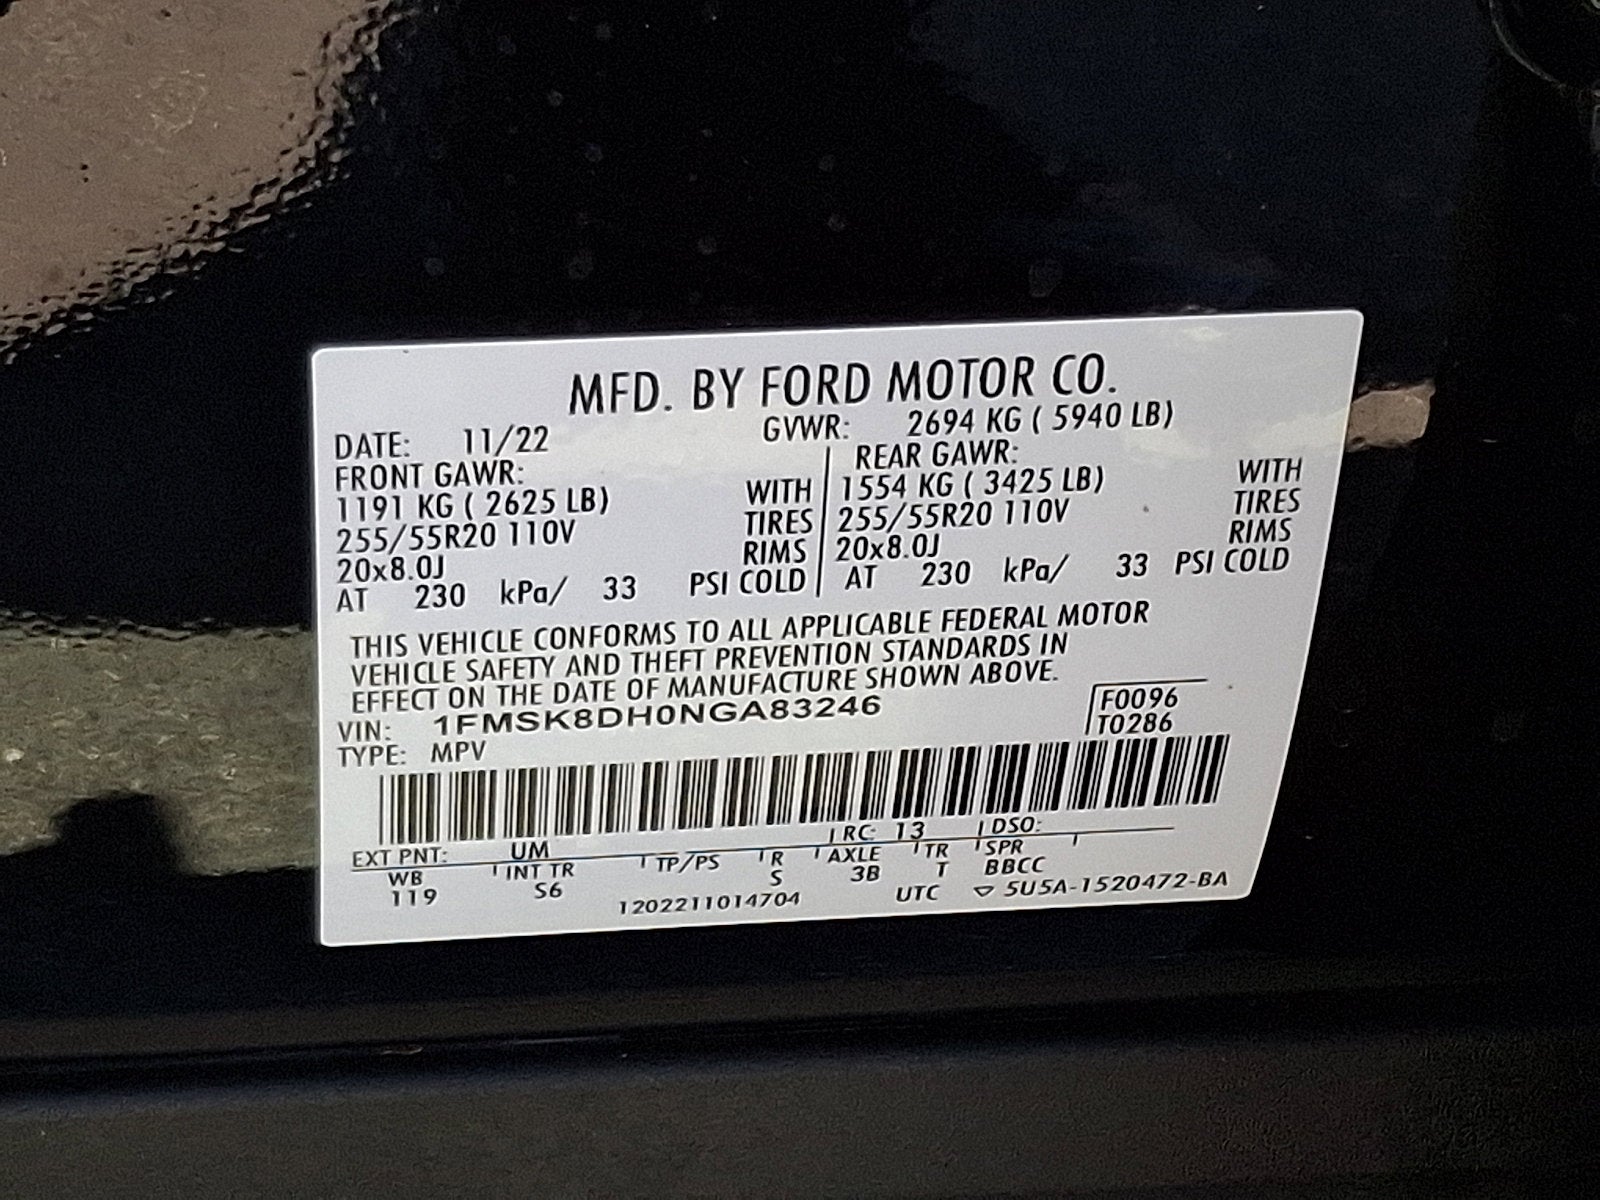 MFD. BY FORD MOTOR CO.
DATE: 11/22 GVWR: 2694 KG ( 5940 LB)
FRONT GAWR: REAR GAWR:
1191 KG ( 2625 LB) WITH 1554 KG ( 3425 LB) WITH
255/55R20 110V TIRES 255/55R20 110V TIRES
20x8.0J RIMS 20x8.0J RIMS
AT 230 kPa/ 33 PSI COLD AT 230 kPa/ 33 PSI COLD
THIS VEHICLE CONFORMS TO ALL APPLICABLE FEDERAL MOTOR
VEHICLE SAFETY AND THEFT PREVENTION STANDARDS IN
EFFECT ON THE DATE OF MANUFACTURE SHOWN ABOVE.
VIN: 1FMSK8DH0NGA83246 F0096
TYPE: MPV T0286
EXT PNT: UM RC: 13 DSO:
WB INT TR TP/PS R AXLE TR SPR
119 S6 S 3B T BBCC
1202211014704 UTC ▽ 5U5A-1520472-BA